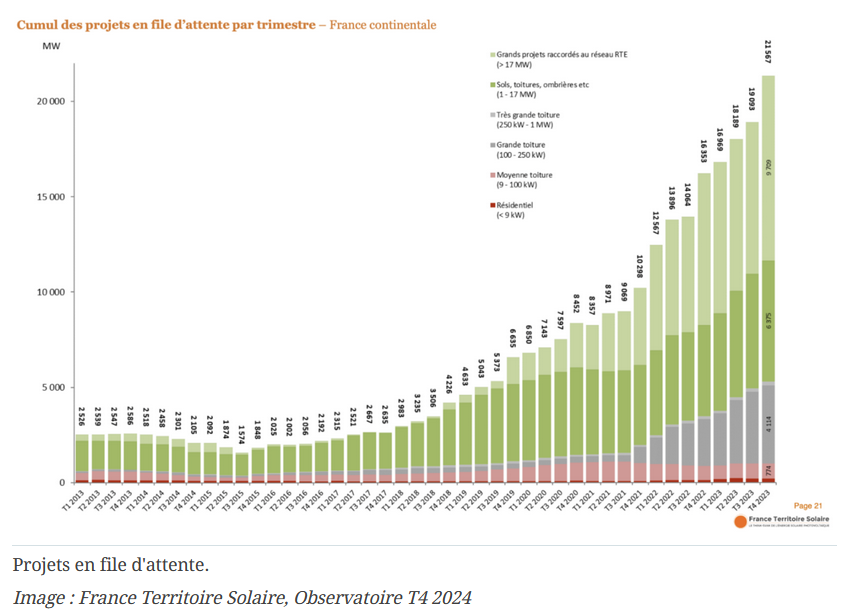 Cumul des projets en file d'attente par trimestre – France continentale
MW
Grands projets raccordés au réseau RTE
(> 17 MW)
Sols, toitures, ombrières etc
(1 - 17 MW)
Très grande toiture
(250 kW - 1 MW)
Grande toiture
(100 - 250 kW)
Moyenne toiture
(9 - 100 kW)
Résidentiel
(< 9 kW)
20 000
15 000
10 000
5 000
0
2 526
2 539
2 547
2 586
2 518
2 458
2 301
2 105
2 092
1 874
1 574
1 848
2 025
2 002
2 056
2 192
2 315
2 521
2 667
2 635
2 983
3 235
3 506
4 226
4 633
5 043
5 373
6 635
6 850
7 143
7 597
8 452
8 357
8 971
9 069
10 298
12 567
13 896
14 064
16 353
16 969
18 189
19 093
21 567
9 769
6 375
4 114
774
T1 2013
T2 2013
T3 2013
T4 2013
T1 2014
T2 2014
T3 2014
T4 2014
T1 2015
T2 2015
T3 2015
T4 2015
T1 2016
T2 2016
T3 2016
T4 2016
T1 2017
T2 2017
T3 2017
T4 2017
T1 2018
T2 2018
T3 2018
T4 2018
T1 2019
T2 2019
T3 2019
T4 2019
T1 2020
T2 2020
T3 2020
T4 2020
T1 2021
T2 2021
T3 2021
T4 2021
T1 2022
T2 2022
T3 2022
T4 2022
T1 2023
T2 2023
T3 2023
T4 2023
Page 21
France Territoire Solaire
Projets en file d'attente.
Image : France Territoire Solaire, Observatoire T4 2024